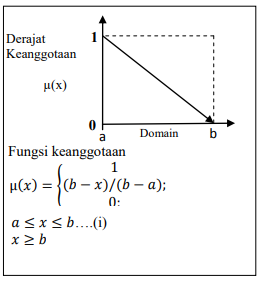 Derajat
Keanggotaan
μ(x)
1
0
a
Domain
b
Fungsi keanggotaan
1
μ(x) = {(b − x)/(b − a);
0;
a ≤ x ≤ b....(i)
x ≥ b